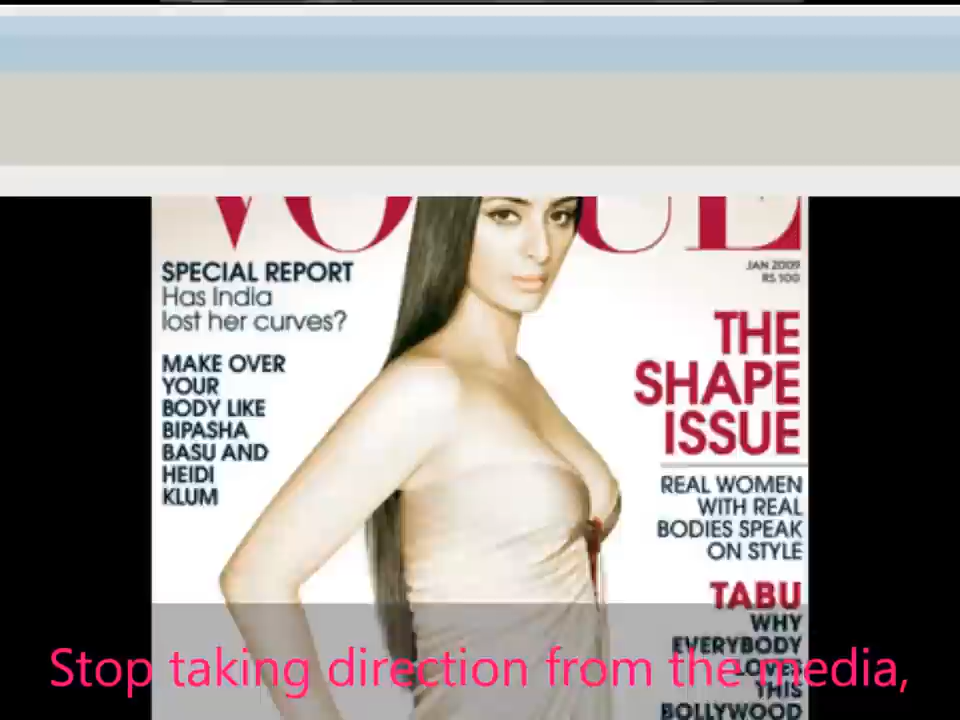 VOGUE
JAN 2009
RS 100
SPECIAL REPORT
Has India
lost her curves?
MAKE OVER
YOUR
BODY LIKE
BIPASHA
BASU AND
HEIDI
KLUM
THE
SHAPE
ISSUE
REAL WOMEN
WITH REAL
BODIES SPEAK
ON STYLE
TABU
WHY
EVERYBODY
LOVES
THIS
BOLLYWOOD
Stop taking direction from the media,